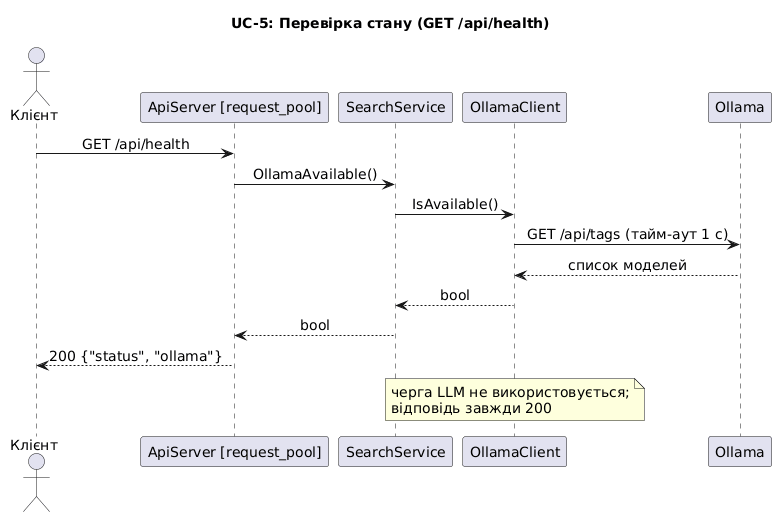 UC-5: Перевірка стану (GET /api/health)
Клієнт
ApiServer [request_pool]
SearchService
OllamaClient
Ollama
GET /api/health
OllamaAvailable()
IsAvailable()
GET /api/tags (тайм-аут 1 с)
список моделей
bool
bool
200 {"status", "ollama"}
черга LLM не використовується;
відповідь завжди 200
Клієнт
ApiServer [request_pool]
SearchService
OllamaClient
Ollama